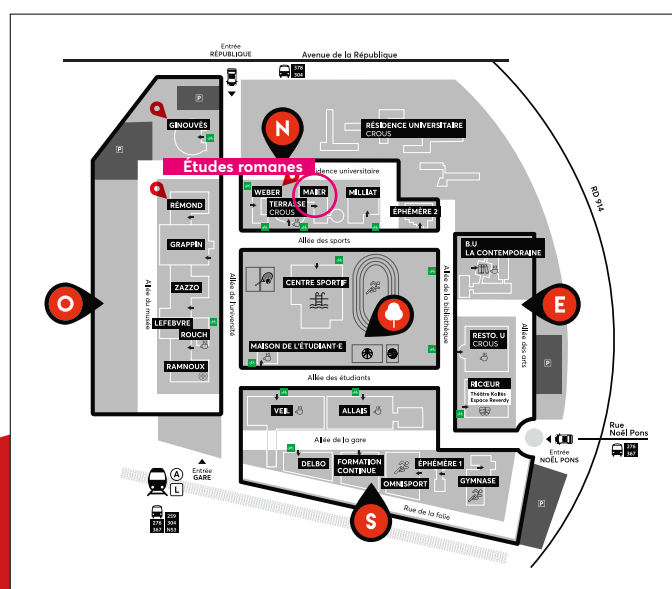 Entrée
RÉPUBLIQUE
Avenue de la République
378
304
P
GINOUVÈS
P
N
RÉSIDENCE UNIVERSITAIRE
CROUS
Études romanes
idence universitaire
WEBER
MAIER
MILLIAT
TERRASSE
CROUS
RÉMOND
ÉPHÉMÈRE 2
RD 914
GRAPPIN
Allée des sports
B.U
LA CONTEMPORAINE
Allée du musée
Allée de l'université
Allée de la bibliothèque
Allée des arts
ZAZZO
CENTRE SPORTIF
O
E
LEFEBVRE
ROUCH
RESTO. U
CROUS
MAISON DE L'ÉTUDIANT·E
RAMNOUX
Allée des étudiants
RICŒUR
Théâtre Koltès
Espace Reverdy
P
VEIL
ALLAIS
Rue
Noël Pons
276
367
Entrée
NOËL PONS
Allée de la gare
DELBO
FORMATION
CONTINUE
ÉPHÉMÈRE 1
OMNISPORT
GYMNASE
Entrée
GARE
A
L
276
367
259
304
N53
S
Rue de la folie
P